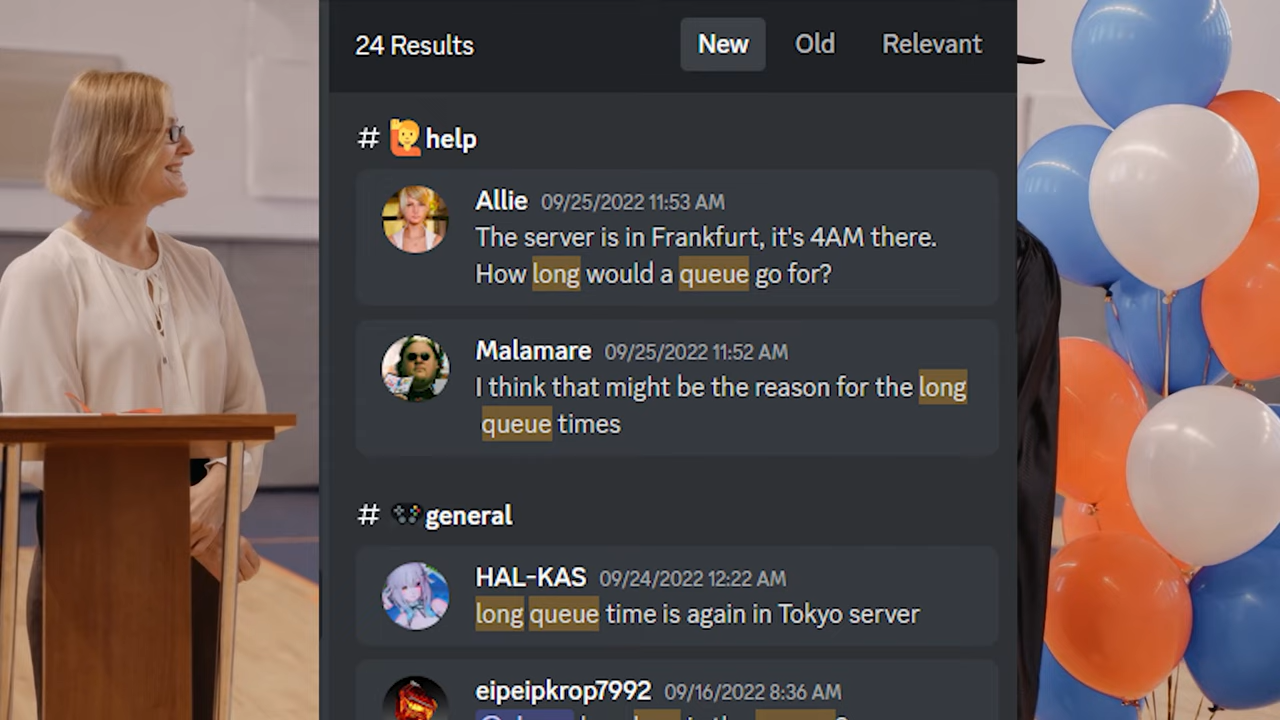 24 Results New Old Relevant
# 🙋help
Allie 09/25/2022 11:53 AM
The server is in Frankfurt, it's 4AM there.
How long would a queue go for?
Malamare 09/25/2022 11:52 AM
I think that might be the reason for the long
queue times
# 🎮general
HAL-KAS 09/24/2022 12:22 AM
long queue time is again in Tokyo server
eipeipkrop7992 09/16/2022 8:36 AM